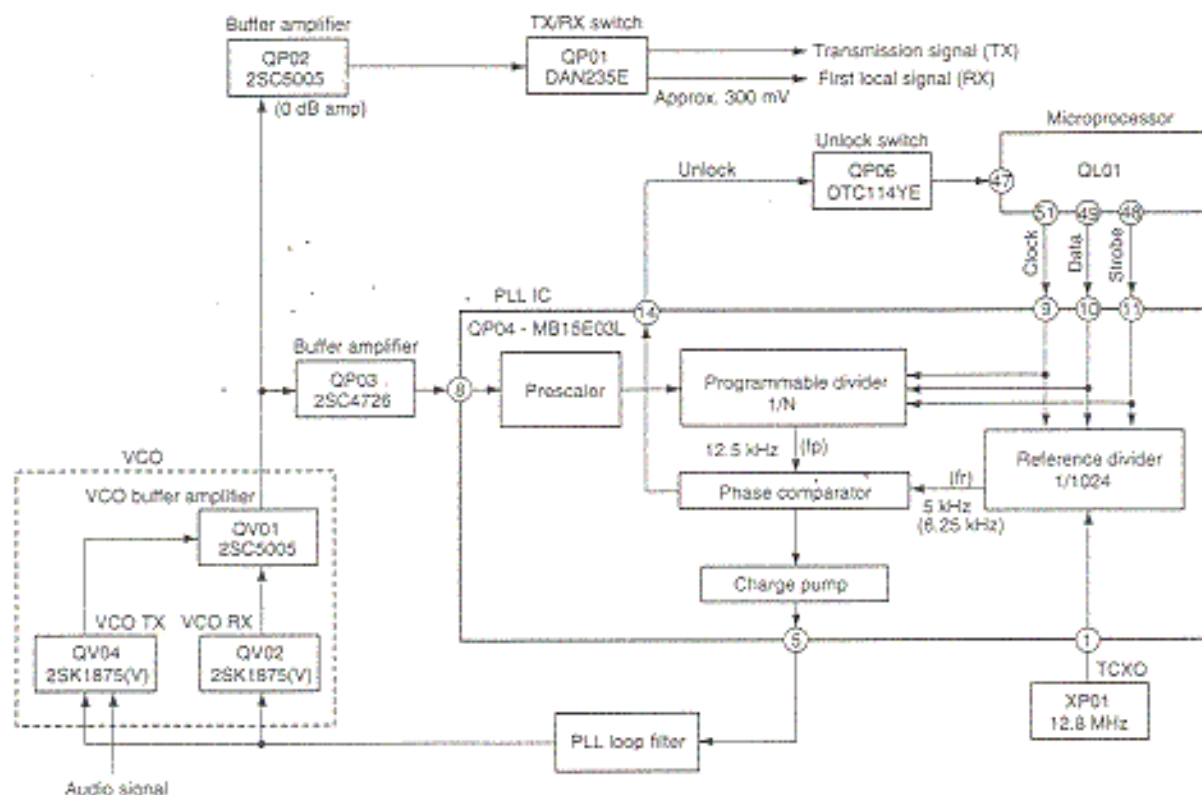 Buffer amplifier
QP02
2SC5005
(0 dB amp)
TX/RX switch
QP01
DAN235E
Transmission signal (TX)
First local signal (RX)
Approx. 300 mV
Microprocessor
QL01
Unlock switch
QP06
DTC114YE
Unlock
47
51
49
48
Clock
Data
Strobe
PLL IC
QP04 - MB15E03L
14
9
10
11
Buffer amplifier
QP03
2SC4726
8
Prescaler
Programmable divider
1/N
12.5 kHz
(fp)
Phase comparator
(fr)
5 kHz
(6.25 kHz)
Reference divider
1/1024
Charge pump
5
1
TCXO
XP01
12.8 MHz
VCO
VCO buffer amplifier
QV01
2SC5005
VCO TX
VCO RX
QV04
2SK1875(V)
QV02
2SK1875(V)
PLL loop filter
Audio signal